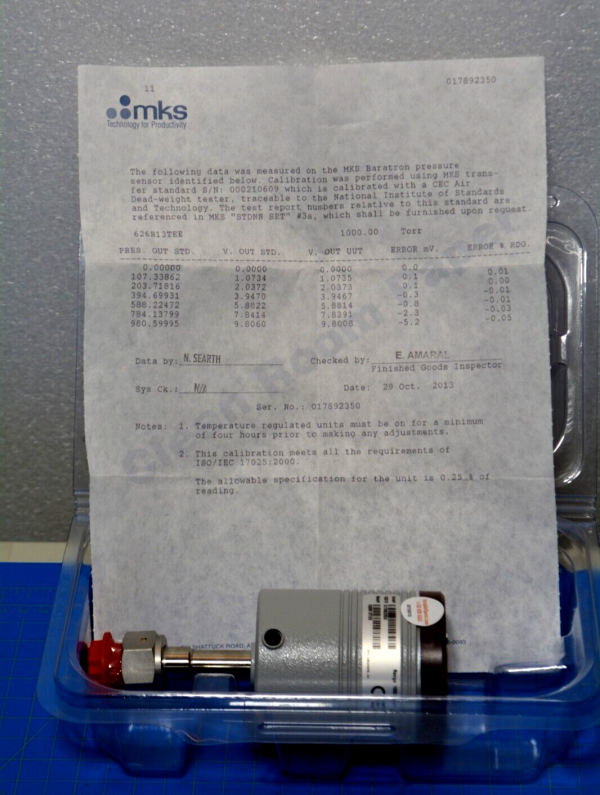 11
017892350
mks
Technology for Productivity
The following data was measured on the MKS Baratron pressure
sensor identified below. Calibration was performed using MKS trans-
fer standard S/N: 000210609 which is calibrated with a CEC Air
Dead-weight tester, traceable to the National Institute of Standards
and Technology. The test report numbers relative to this standard are
referenced in MKS "STDNN SET" #3a, which shall be furnished upon request.
626B13TEE 1000.00 Torr
PRES. OUT STD. V. OUT STD. V. OUT UUT ERROR mV. ERROR % RDG.
0.00000 0.0000 0.0000 0.0
107.33862 1.0734 1.0735 0.1 0.01
203.71816 2.0372 2.0373 0.1 0.00
394.69931 3.9470 3.9467 -0.3 -0.01
588.22472 5.8822 5.8814 -0.8 -0.01
784.13799 7.8414 7.8391 -2.3 -0.03
980.59995 9.8060 9.8008 -5.2 -0.05
Data by: N. SEARTH Checked by: E. AMARAL
Finished Goods Inspector
Sys Ck.: N/A Date: 29 Oct. 2013
Ser. No.: 017892350
Notes: 1. Temperature regulated units must be on for a minimum
of four hours prior to making any adjustments.
2. This calibration meets all the requirements of
ISO/IEC 17025:2000.
The allowable specification for the unit is 0.25 % of
reading.
SHATTUCK ROAD,
CE